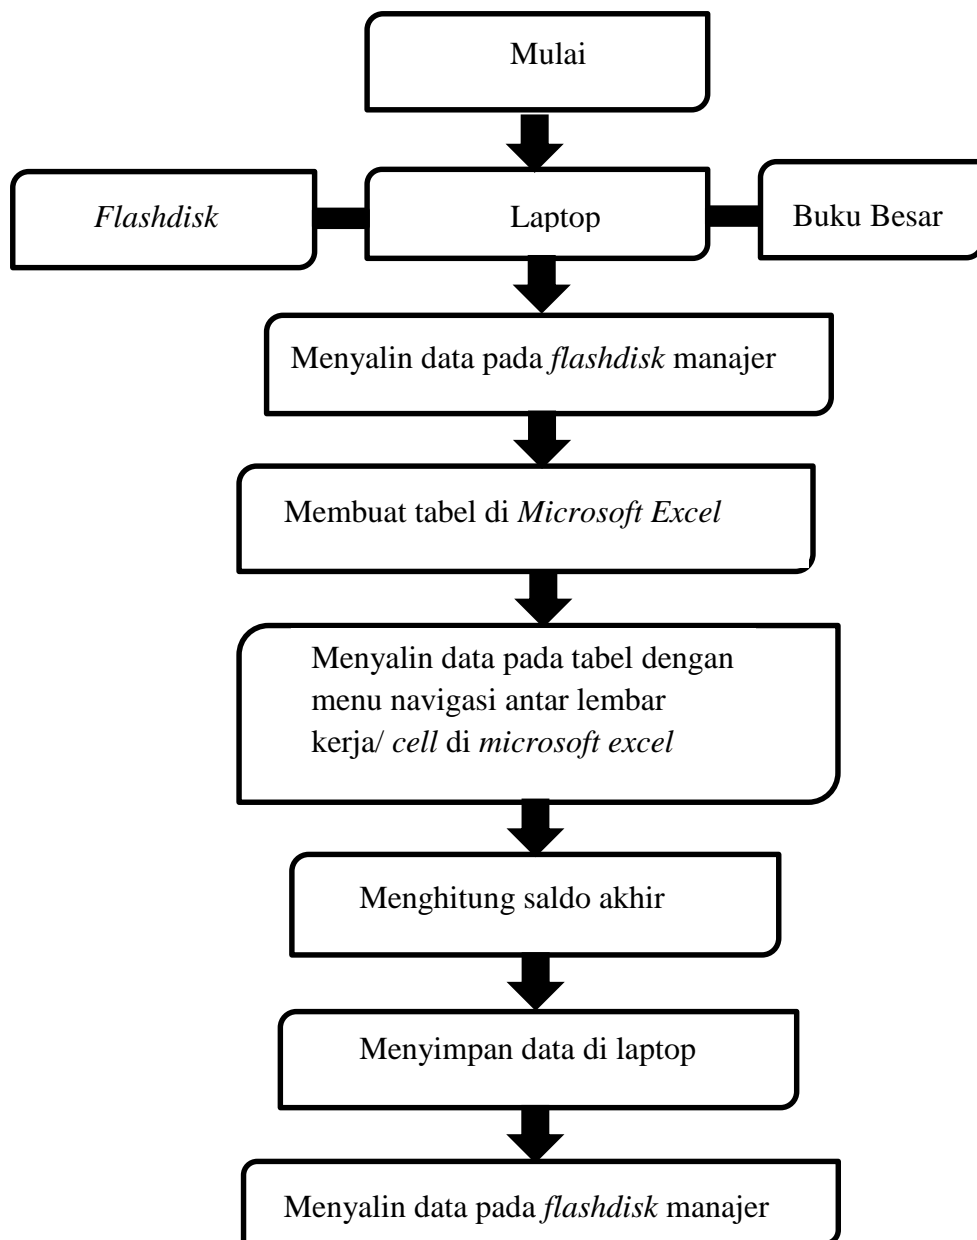 Mulai
Flashdisk
Laptop
Buku Besar
Menyalin data pada flashdisk manajer
Membuat tabel di Microsoft Excel
Menyalin data pada tabel dengan
menu navigasi antar lembar
kerja/ cell di microsoft excel
Menghitung saldo akhir
Menyimpan data di laptop
Menyalin data pada flashdisk manajer